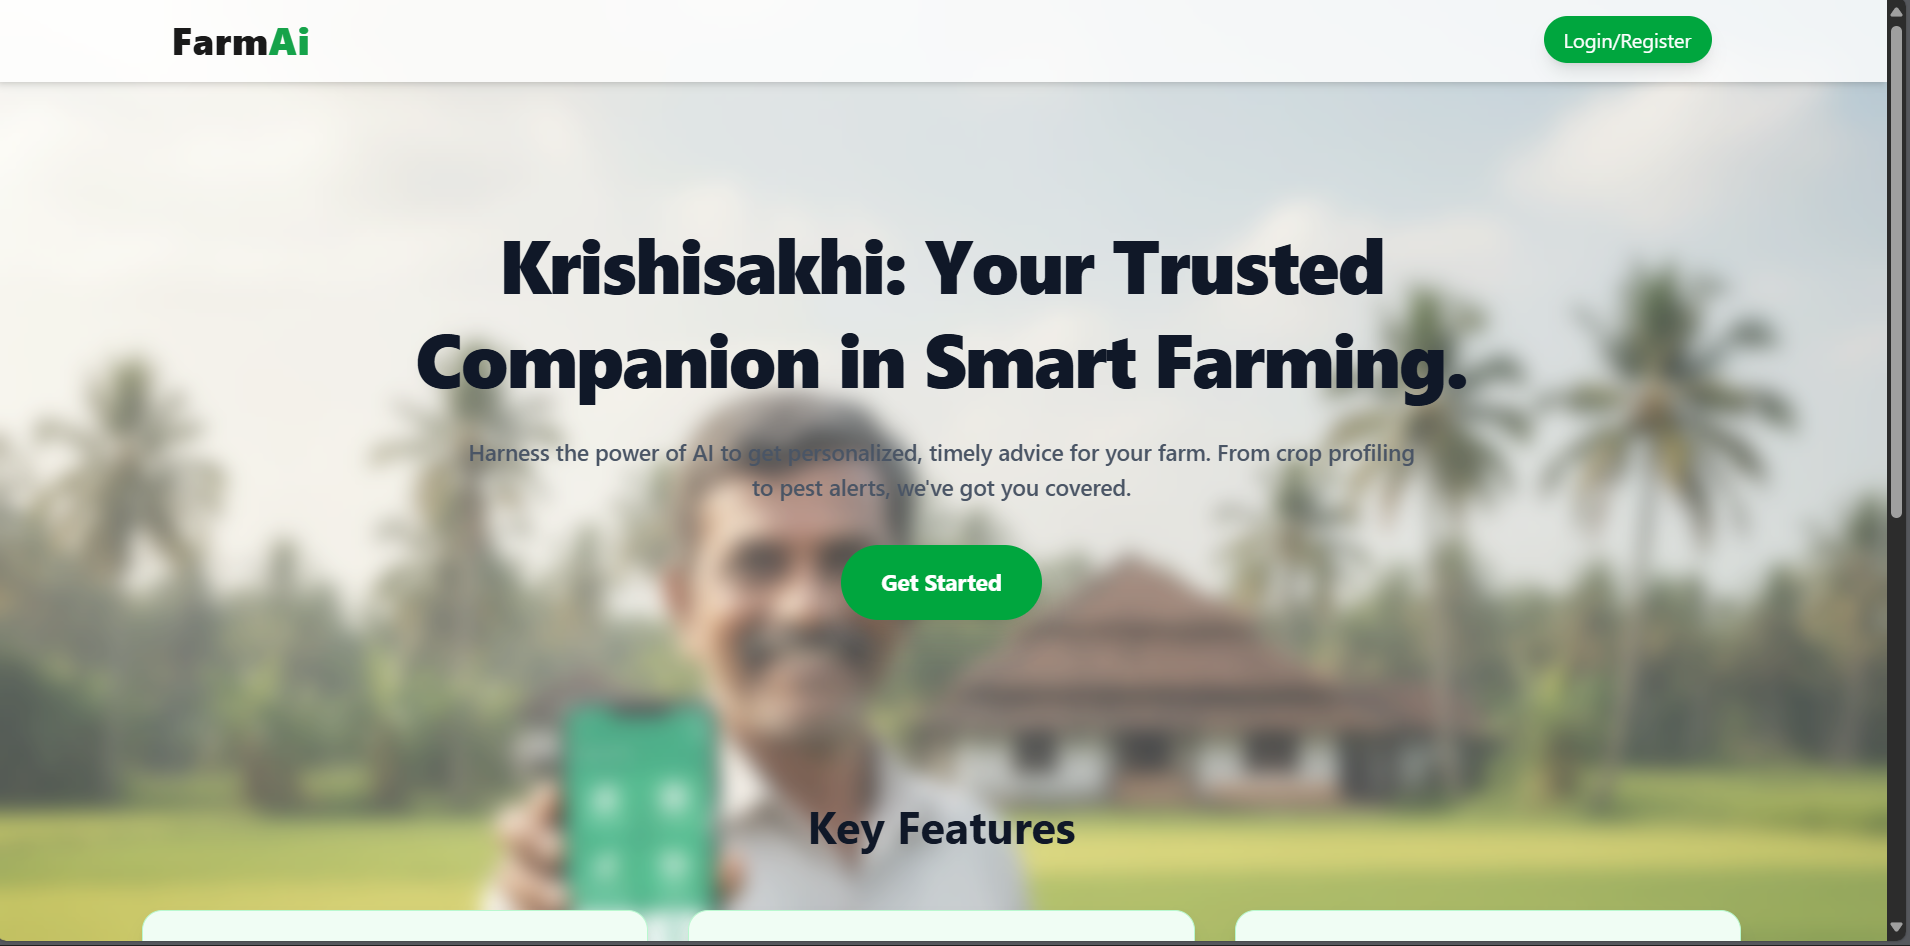 FarmAi
Login/Register
Krishisakhi: Your Trusted
Companion in Smart Farming.
Harness the power of AI to get personalized, timely advice for your farm. From crop profiling
to pest alerts, we've got you covered.
Get Started
Key Features